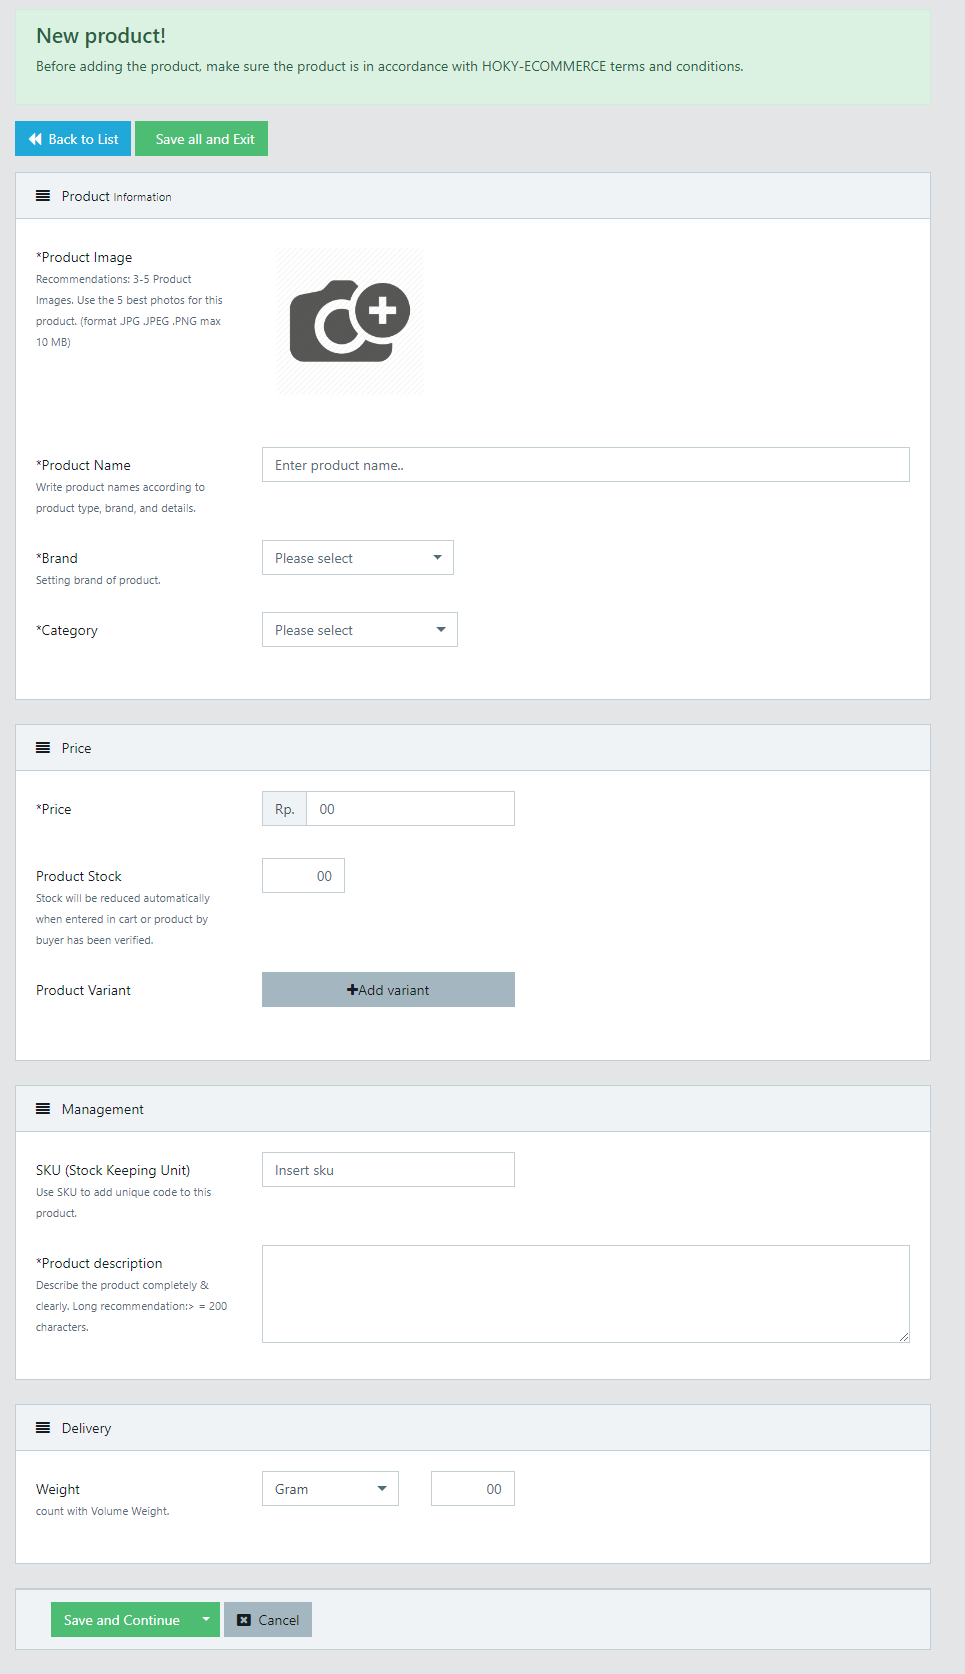 New product!
Before adding the product, make sure the product is in accordance with HOKY-ECOMMERCE terms and conditions.
Back to List
Save all and Exit
Product Information
*Product Image
Recommendations: 3-5 Product
Images. Use the 5 best photos for this
product. (format .JPG .JPEG .PNG max
10 MB)
*Product Name
Enter product name..
Write product names according to
product type, brand, and details.
*Brand
Please select
Setting brand of product.
*Category
Please select
Price
*Price
Rp. 00
Product Stock
00
Stock will be reduced automatically
when entered in cart or product by
buyer has been verified.
Product Variant
+Add variant
Management
SKU (Stock Keeping Unit)
Insert sku
Use SKU to add unique code to this
product.
*Product description
Describe the product completely &
clearly. Long recommendation:> = 200
characters.
Delivery
Weight
Gram
00
count with Volume Weight.
Save and Continue
Cancel